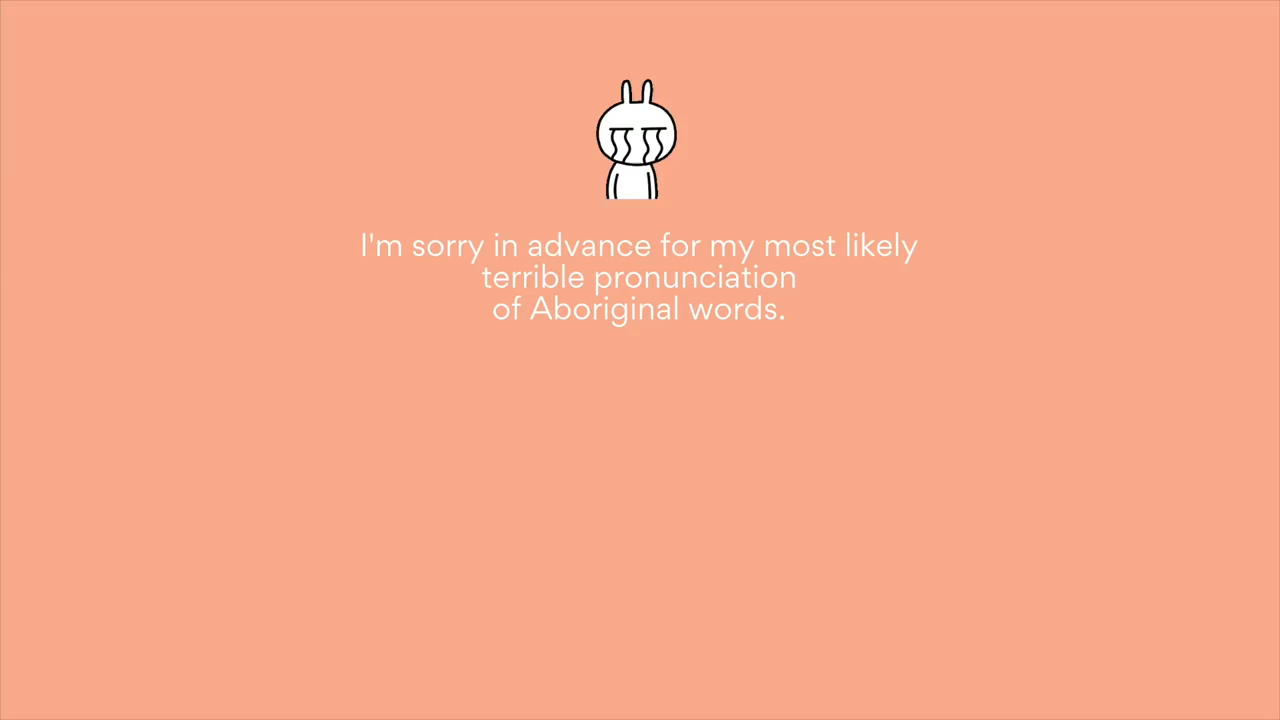 I'm sorry in advance for my most likely
terrible pronunciation
of Aboriginal words.